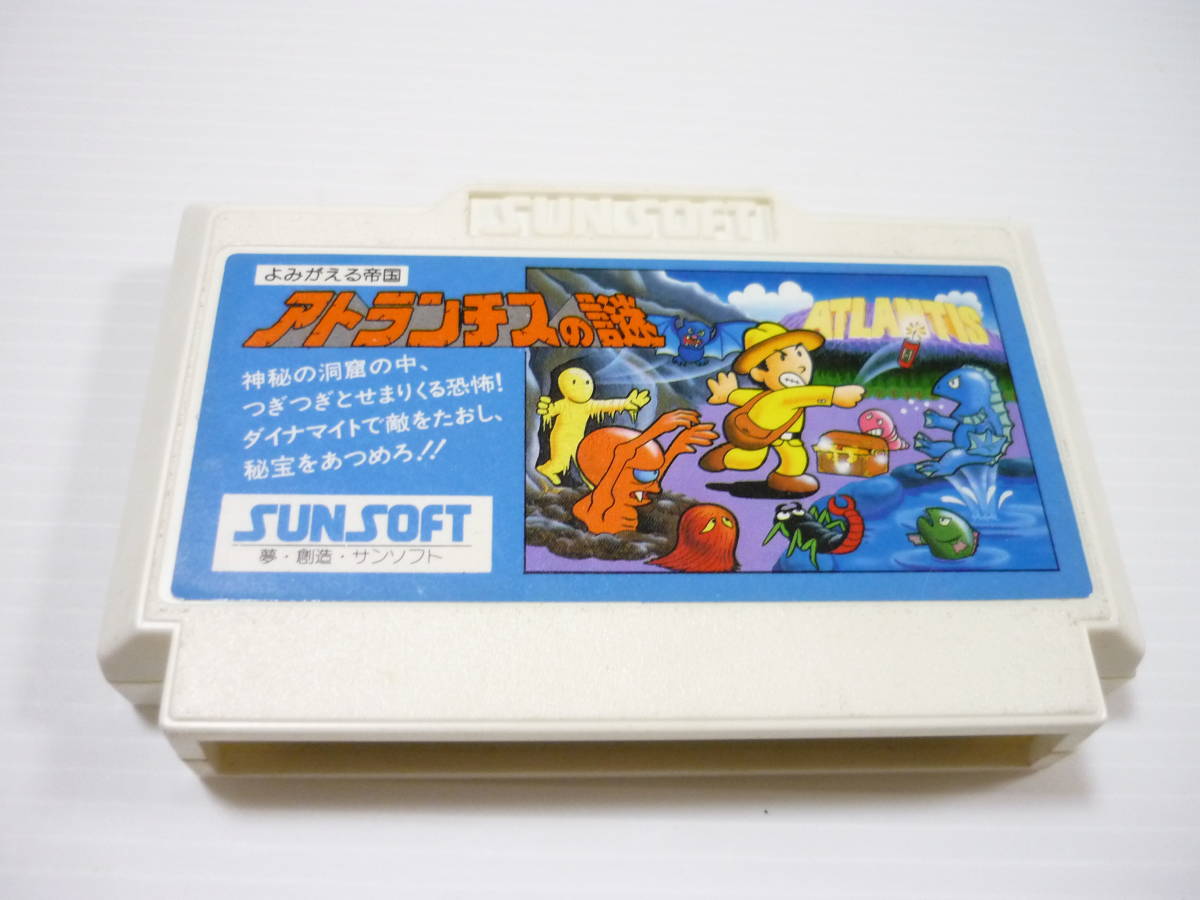 SUNSOFT
よみがえる帝国
アトランチスの謎
神秘の洞窟の中、
つぎつぎとせまりくる恐怖!
ダイナマイトで敵をたおし、
秘宝をあつめろ!!
SUNSOFT
夢・創造・サンソフト
ATLANTIS